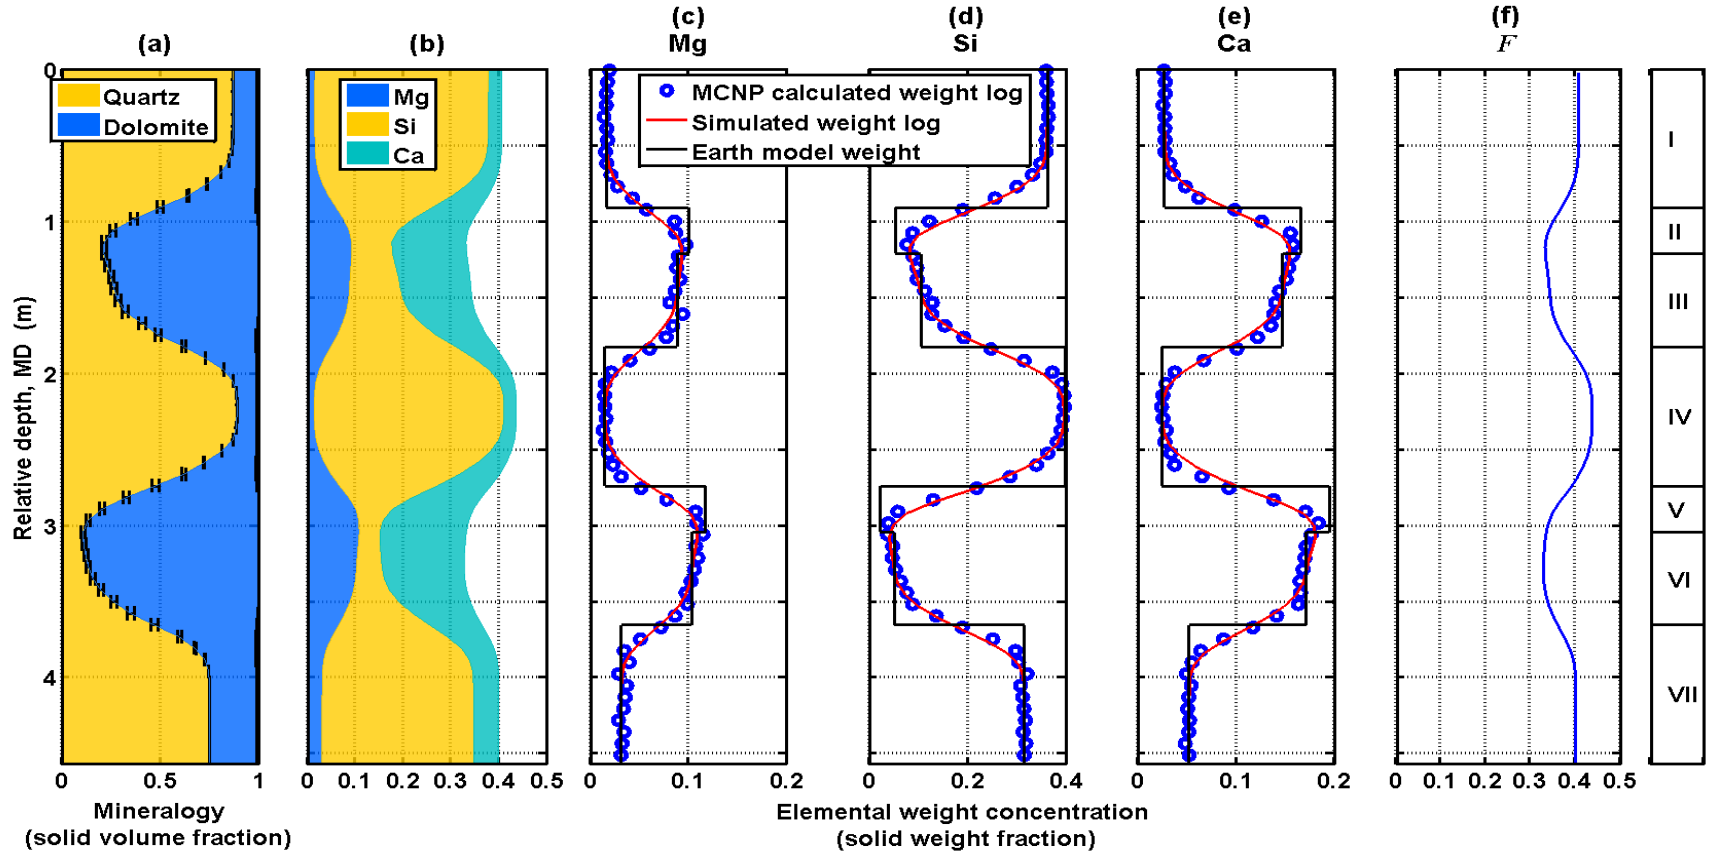 (a)
(b)
(c)
Mg
(d)
Si
(e)
Ca
(f)
F
Quartz
Dolomite
Mg
Si
Ca
MCNP calculated weight log
Simulated weight log
Earth model weight
Relative depth, MD (m)
0
1
2
3
4
0 0.5 1
0 0.1 0.2 0.3 0.4 0.5
0 0.1 0.2
0 0.2 0.4
0 0.1 0.2
0 0.1 0.2 0.3 0.4 0.5
I
II
III
IV
V
VI
VII
Mineralogy
(solid volume fraction)
Elemental weight concentration
(solid weight fraction)